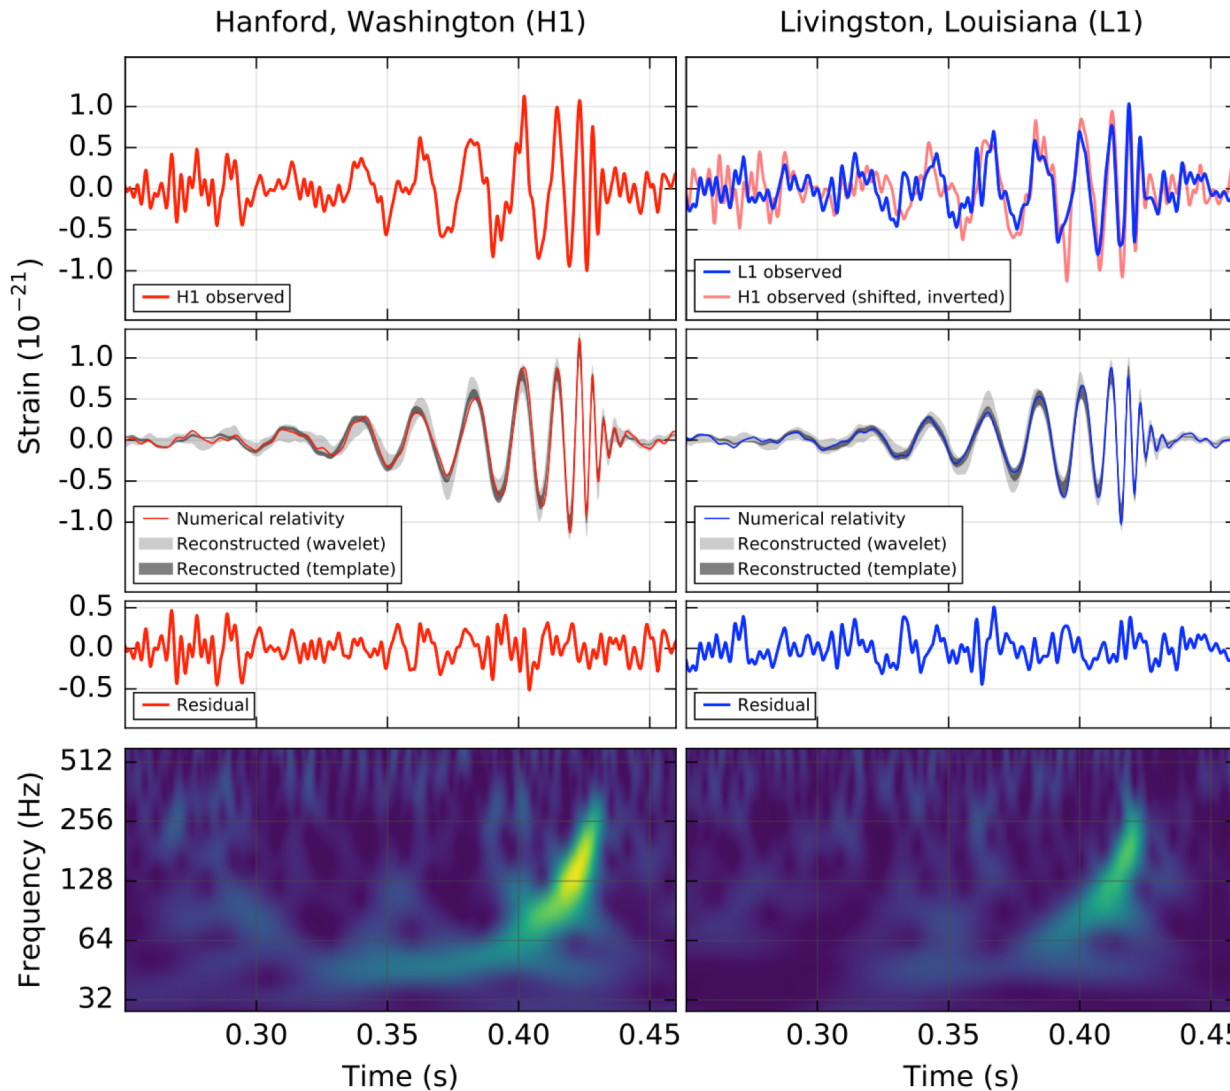 Hanford, Washington (H1)
Livingston, Louisiana (L1)
Strain (10⁻²¹)
1.0
0.5
0.0
-0.5
-1.0
H1 observed
L1 observed
H1 observed (shifted, inverted)
1.0
0.5
0.0
-0.5
-1.0
Numerical relativity
Reconstructed (wavelet)
Reconstructed (template)
Numerical relativity
Reconstructed (wavelet)
Reconstructed (template)
0.5
0.0
-0.5
Residual
Residual
Frequency (Hz)
512
256
128
64
32
0.30
0.35
0.40
0.45
0.30
0.35
0.40
Time (s)
Time (s)